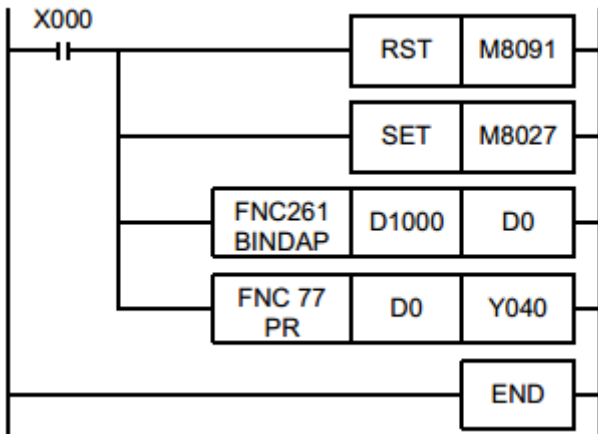 X000
RST M8091
SET M8027
FNC261
BINDAP D1000 D0
FNC 77
PR D0 Y040
END